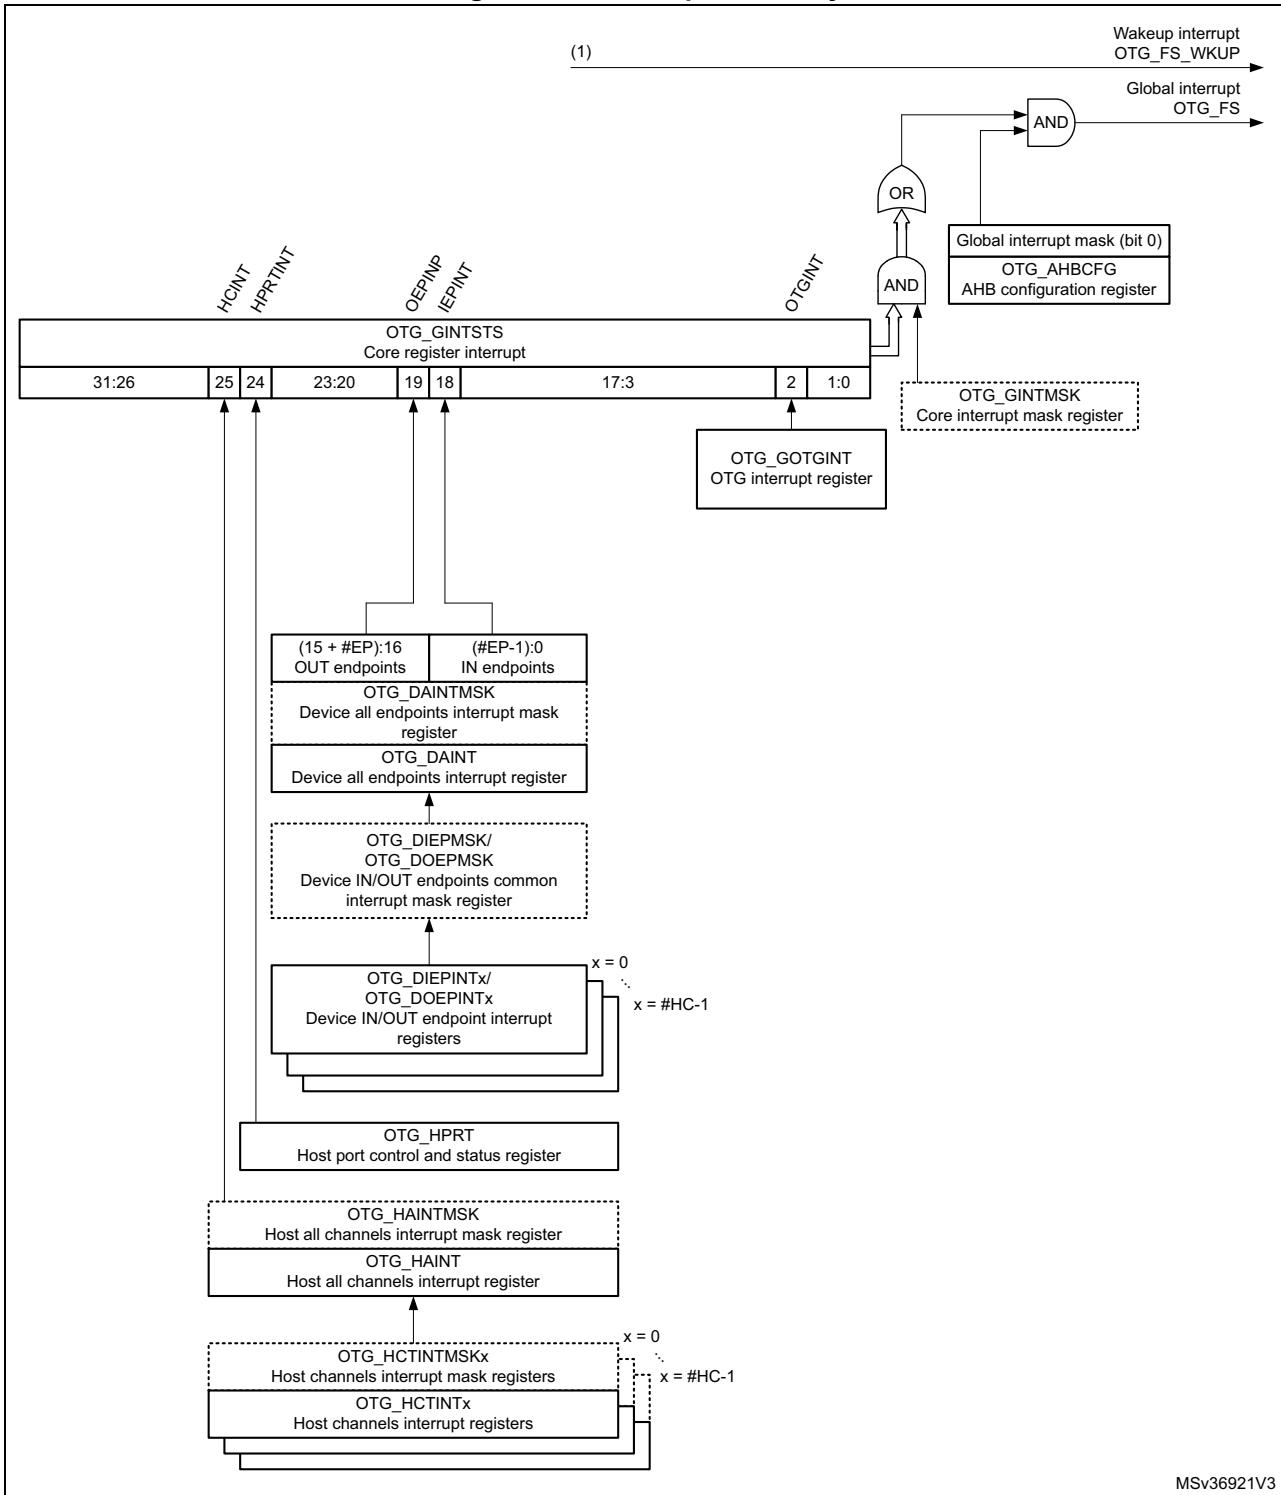 (1)
Wakeup interrupt
OTG_FS_WKUP
Global interrupt
OTG_FS
AND
OR
Global interrupt mask (bit 0)
OTG_AHBCFG
AHB configuration register
AND
HCINT
HPRTINT
OEPINP
IEPINT
OTGINT
OTG_GINTSTS
Core register interrupt
31:26 25 24 23:20 19 18 17:3 2 1:0
OTG_GINTMSK
Core interrupt mask register
OTG_GOTGINT
OTG interrupt register
(15 + #EP):16
OUT endpoints
(#EP-1):0
IN endpoints
OTG_DAINTMSK
Device all endpoints interrupt mask
register
OTG_DAINT
Device all endpoints interrupt register
OTG_DIEPMSK/
OTG_DOEPMSK
Device IN/OUT endpoints common
interrupt mask register
x = 0
...
x = #HC-1
OTG_DIEPINTx/
OTG_DOEPINTx
Device IN/OUT endpoint interrupt
registers
OTG_HPRT
Host port control and status register
OTG_HAINTMSK
Host all channels interrupt mask register
OTG_HAINT
Host all channels interrupt register
x = 0
...
x = #HC-1
OTG_HCTINTMSKx
Host channels interrupt mask registers
OTG_HCTINTx
Host channels interrupt registers
MSv36921V3